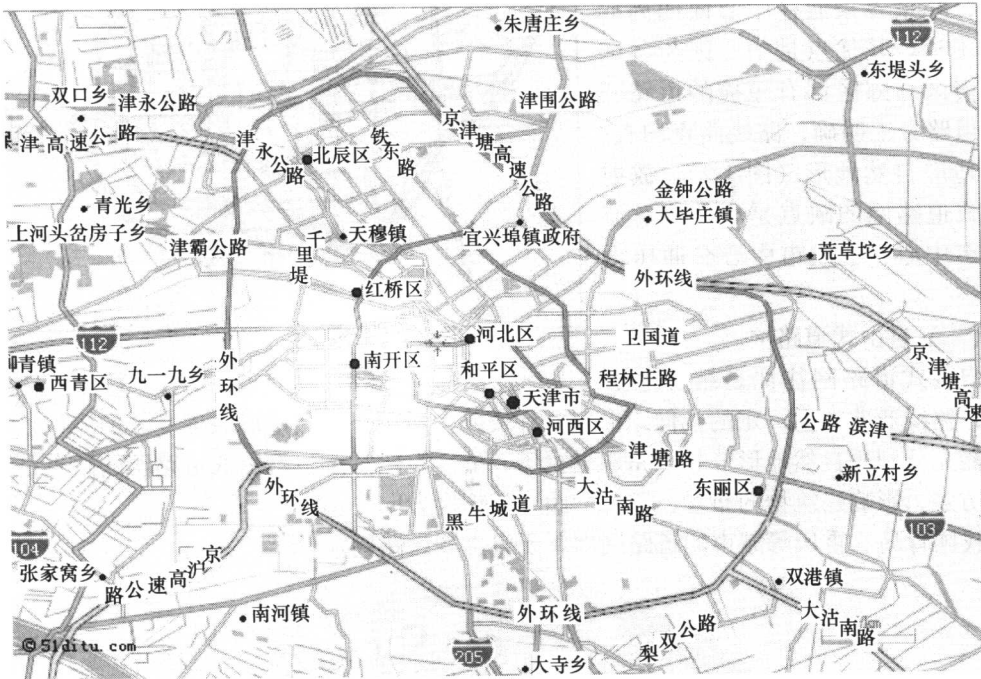 朱唐庄乡
112
东堤头乡
双口乡
津永公路
津围公路
津高速公路
京津塘高速公路
津永公路
铁东路
北辰区
金钟公路
大毕庄镇
青光乡
上河头岔房子乡
津霸公路
千里堤
天穆镇
宜兴埠镇政府
荒草坨乡
外环线
红桥区
112
河北区
卫国道
京津塘高速
南开区
和平区
程林庄路
青镇
西青区
九一九乡
外环线
天津市
河西区
公路滨津
津塘路
新立村乡
东丽区
外环线
黑牛城道
大沽南路
103
104
京沪高速公路
张家窝乡
双港镇
南河镇
外环线
大沽南路
梨双公路
km
©51ditu.com
205
大寺乡